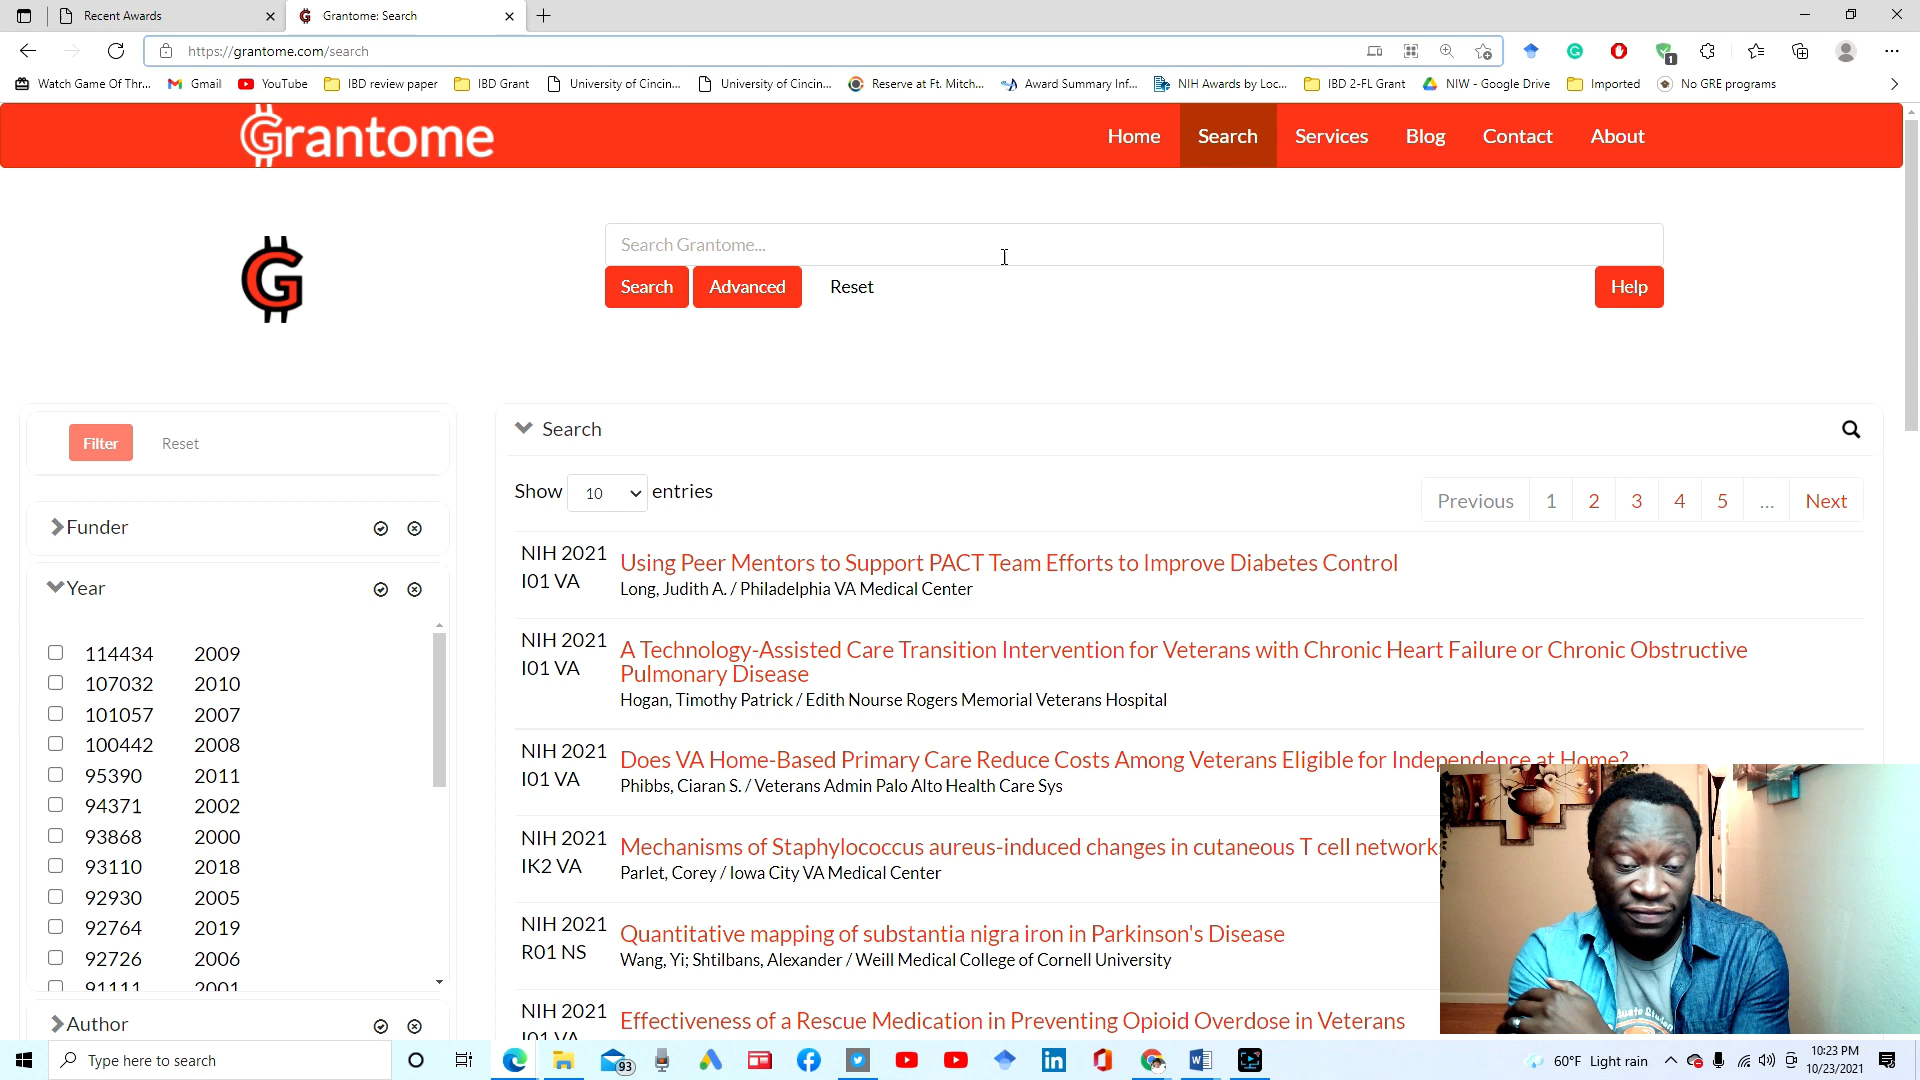 Recent Awards
Grantome: Search
https://grantome.com/search
1
Watch Game Of Thr...
Gmail
YouTube
IBD review paper
IBD Grant
University of Cincin...
University of Cincin...
Reserve at Ft. Mitch...
Award Summary Inf...
NIH Awards by Loc...
IBD 2-FL Grant
NIW - Google Drive
Imported
No GRE programs
Grantome
Home
Search
Services
Blog
Contact
About
G
Search Grantome...
Search
Advanced
Reset
Help
Filter
Reset
Funder
Year
114434 2009
107032 2010
101057 2007
100442 2008
95390 2011
94371 2002
93868 2000
93110 2018
92930 2005
92764 2019
92726 2006
91111 2001
Author
Search
Show 10 entries
Previous 1 2 3 4 5 ... Next
NIH 2021
I01 VA
Using Peer Mentors to Support PACT Team Efforts to Improve Diabetes Control
Long, Judith A. / Philadelphia VA Medical Center
NIH 2021
I01 VA
A Technology-Assisted Care Transition Intervention for Veterans with Chronic Heart Failure or Chronic Obstructive
Pulmonary Disease
Hogan, Timothy Patrick / Edith Nourse Rogers Memorial Veterans Hospital
NIH 2021
I01 VA
Does VA Home-Based Primary Care Reduce Costs Among Veterans Eligible for Independence at Home?
Phibbs, Ciaran S. / Veterans Admin Palo Alto Health Care Sys
NIH 2021
IK2 VA
Mechanisms of Staphylococcus aureus-induced changes in cutaneous T cell network
Parlet, Corey / Iowa City VA Medical Center
NIH 2021
R01 NS
Quantitative mapping of substantia nigra iron in Parkinson's Disease
Wang, Yi; Shtilbans, Alexander / Weill Medical College of Cornell University
NIH 2021
I01 VA
Effectiveness of a Rescue Medication in Preventing Opioid Overdose in Veterans
Type here to search
93
60°F Light rain
10:23 PM
10/23/2021